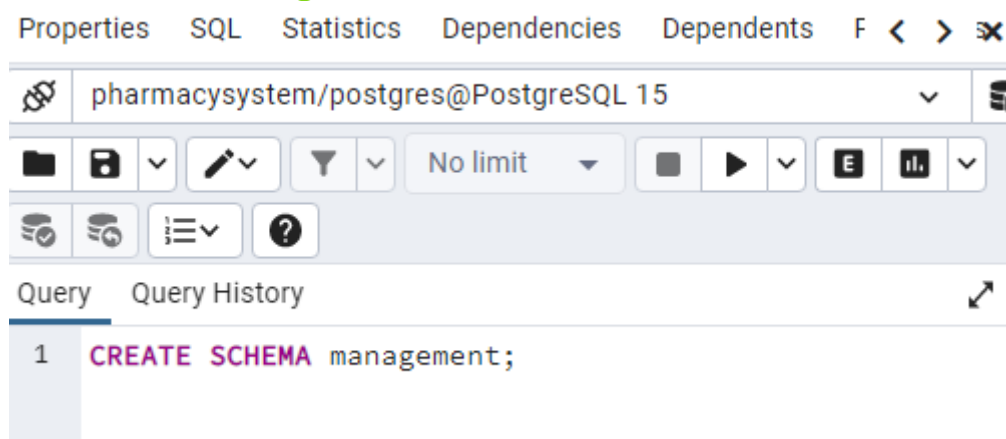 Properties SQL Statistics Dependencies Dependents
pharmacysystem/postgres@PostgreSQL 15
No limit
E
Query Query History
1 CREATE SCHEMA management;